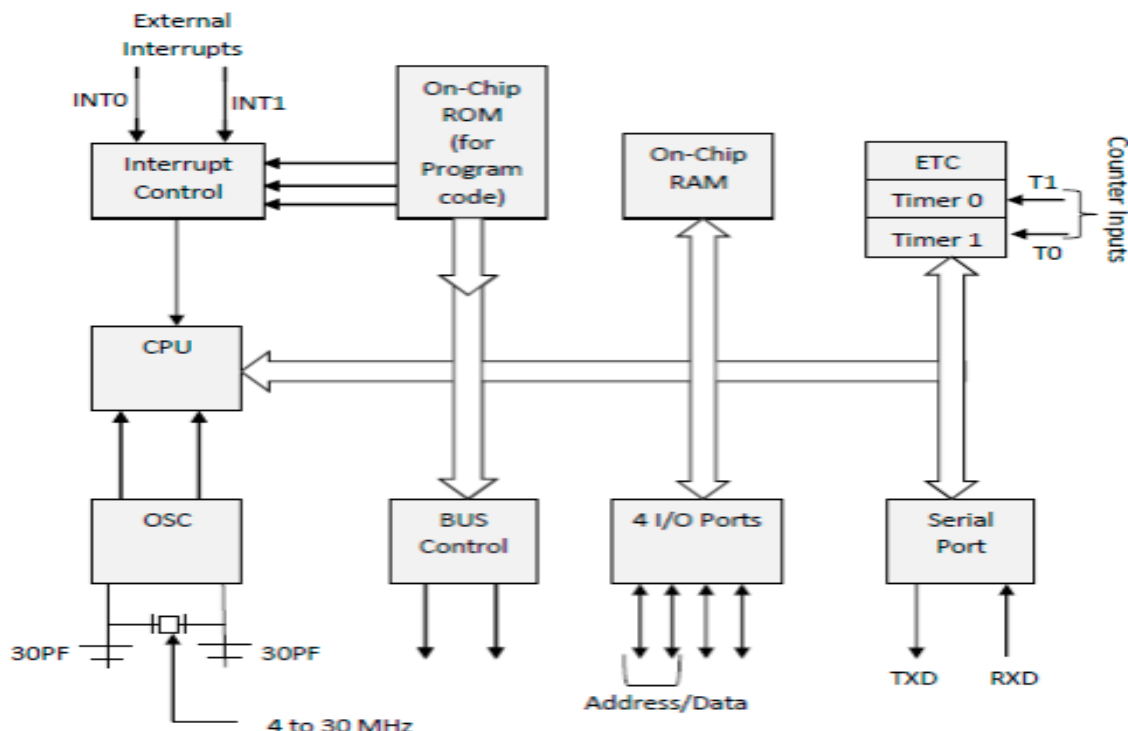 External
Interrupts
INT0
INT1
Interrupt
Control
On-Chip
ROM
(for
Program
code)
On-Chip
RAM
ETC
Timer 0
Timer 1
T1
T0
Counter Inputs
CPU
OSC
BUS
Control
4 I/O Ports
Serial
Port
30PF
30PF
4 to 30 MHz
Address/Data
TXD
RXD